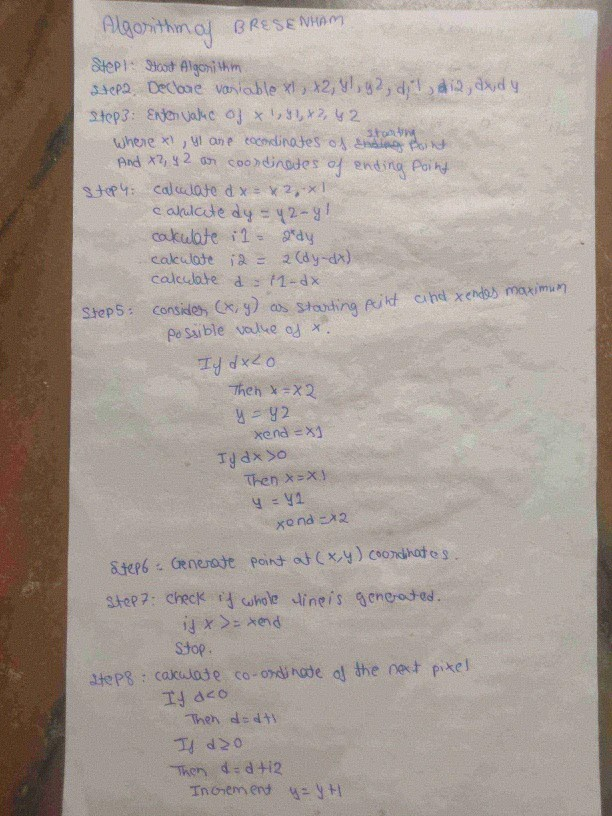 Algorithm of BRESENHAM
Step1: Start Algorithm
Step2. Declare variable x1, x2, y1, y2, d, i1, di2, dx, dy
Step3: Enter value of x1, y1, x2, y2
where x1, y1 are coordinates of starting Point
And x2, y2 ar coordinates of ending Point
Step4: calculate dx = x2,-x1
calculate dy = y2-y1
calculate i1 = 2*dy
calculate i2 = 2(dy-dx)
calculate d = i1-dx
Step5: consider (x, y) as starting Point and xendas maximum
Possible value of x.
If dx<0
Then x=x2
y = y2
xend = x1
If dx>0
Then x=x1
y = y1
xend=x2
Step6= Generate Point at (x,y) coordinates.
Step7: check if whole line is generated.
if x >= xend
Stop.
Step8: calculate co-ordinate of the next pixel
If d<0
Then d=d+1
If d≥0
Then d=d+i2
Increment y=y+1